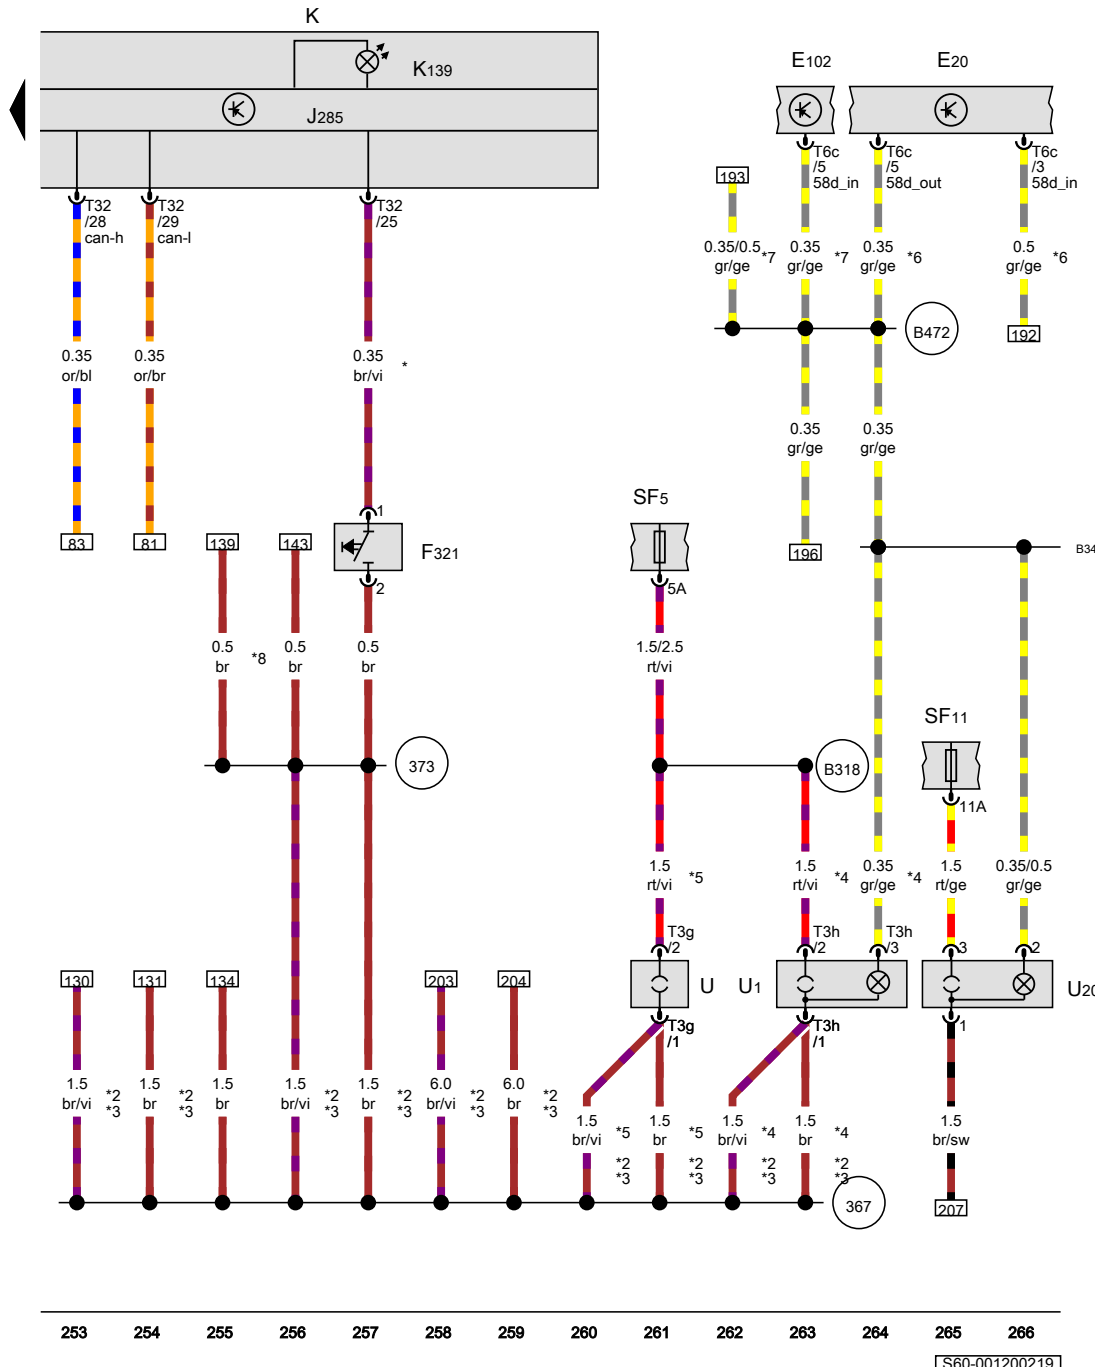 K
K139
J285
E102
E20
T32
/28
can-h
T32
/29
can-l
T32
/25
T6c
/5
58d_in
T6c
/5
58d_out
T6c
/3
58d_in
193
0.35/0.5
gr/ge
*7
0.35
gr/ge
*7
0.35
gr/ge
*6
0.5
gr/ge
*6
B472
192
0.35
or/bl
0.35
or/br
0.35
br/vi
*
0.35
gr/ge
0.35
gr/ge
83
81
139
143
1
F321
2
SF5
5A
196
B34
0.5
br
*8
0.5
br
0.5
br
1.5/2.5
rt/vi
373
B318
SF11
11A
1.5
rt/vi
*5
1.5
rt/vi
*4
0.35
gr/ge
*4
1.5
rt/ge
0.35/0.5
gr/ge
T3g
/2
T3h
/2
T3h
/3
3
2
130
131
134
203
204
U
U1
U20
T3g
/1
T3h
/1
1
1.5
br/vi
*2
*3
1.5
br
*2
*3
1.5
br
1.5
br/vi
*2
*3
1.5
br
*2
*3
6.0
br/vi
*2
*3
6.0
br
*2
*3
1.5
br/vi
*5
*2
*3
1.5
br
*5
*2
*3
1.5
br/vi
*4
*2
*3
1.5
br
*4
*2
*3
1.5
br/sw
367
207
253 254 255 256 257 258 259 260 261 262 263 264 265 266
S60-001200219